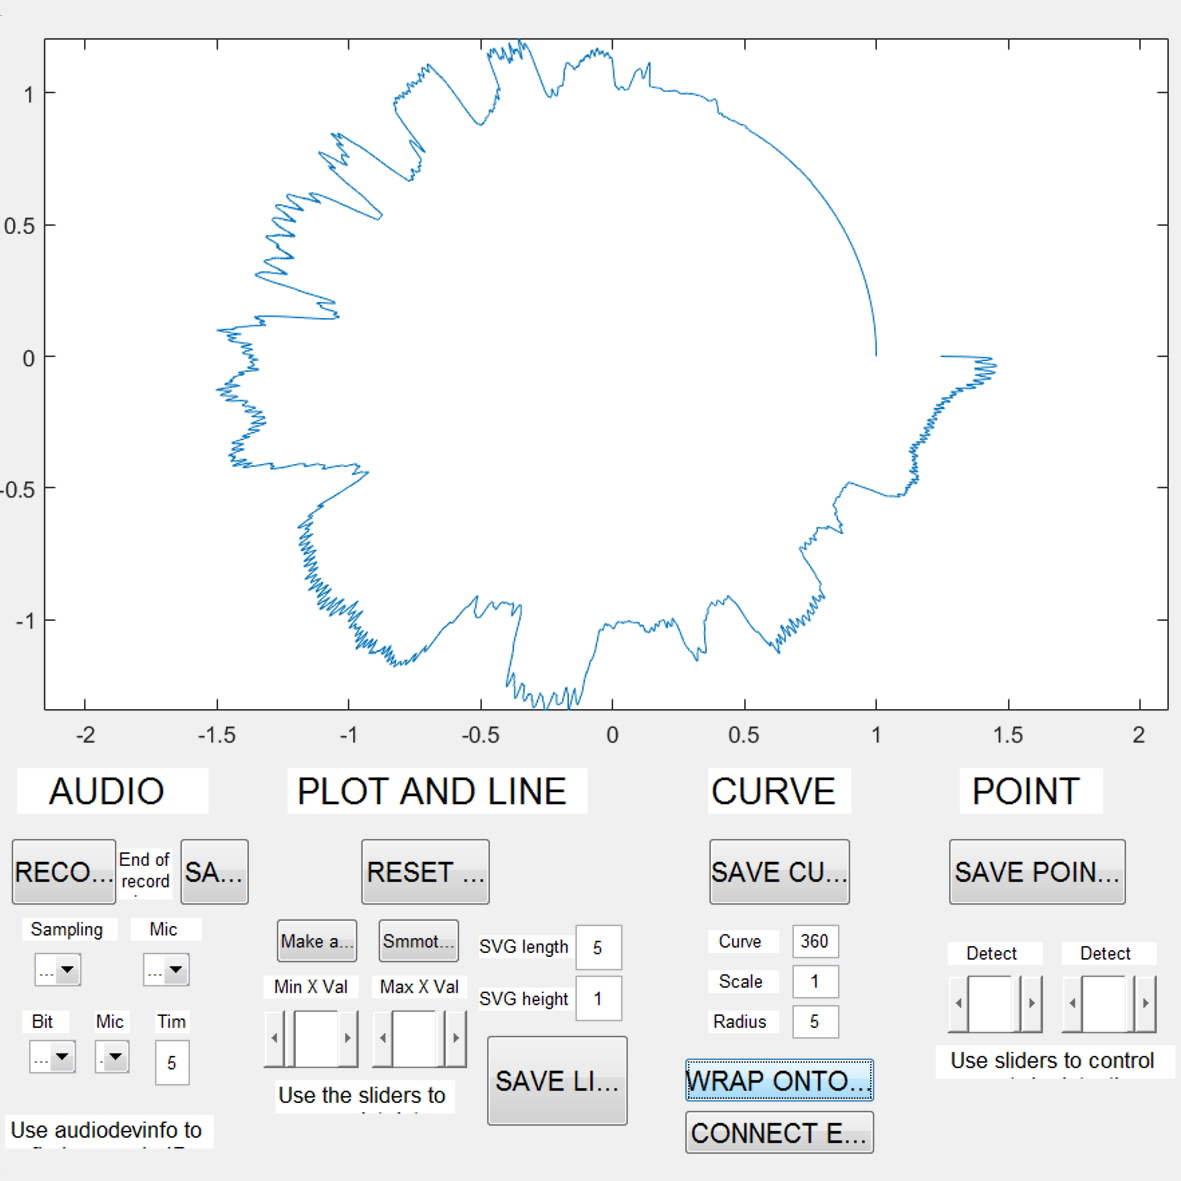 1
0.5
0
-0.5
-1
-2
-1.5
-1
-0.5
0
0.5
1
1.5
2
AUDIO
PLOT AND LINE
CURVE
POINT
RECO...
End of
record
SA...
RESET ...
SAVE CU...
SAVE POIN...
Sampling
Mic
...
...
Make a...
Smmot...
SVG length
5
Curve
360
Detect
Detect
Min X Val
Max X Val
SVG height
1
Scale
1
Bit
Mic
Tim
Radius
5
...
.
5
SAVE LI...
WRAP ONTO...
Use sliders to control
Use the sliders to
CONNECT E...
Use audiodevinfo to